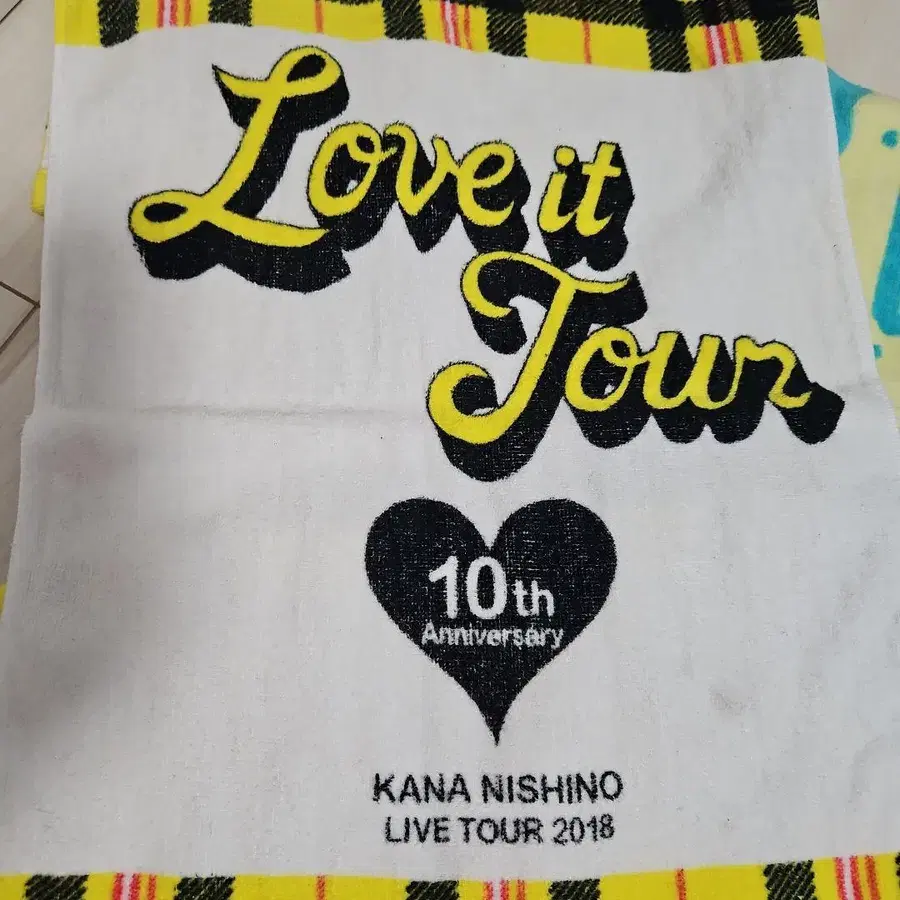 Love it
Tour
10th
Anniversary
KANA NISHINO
LIVE TOUR 2018